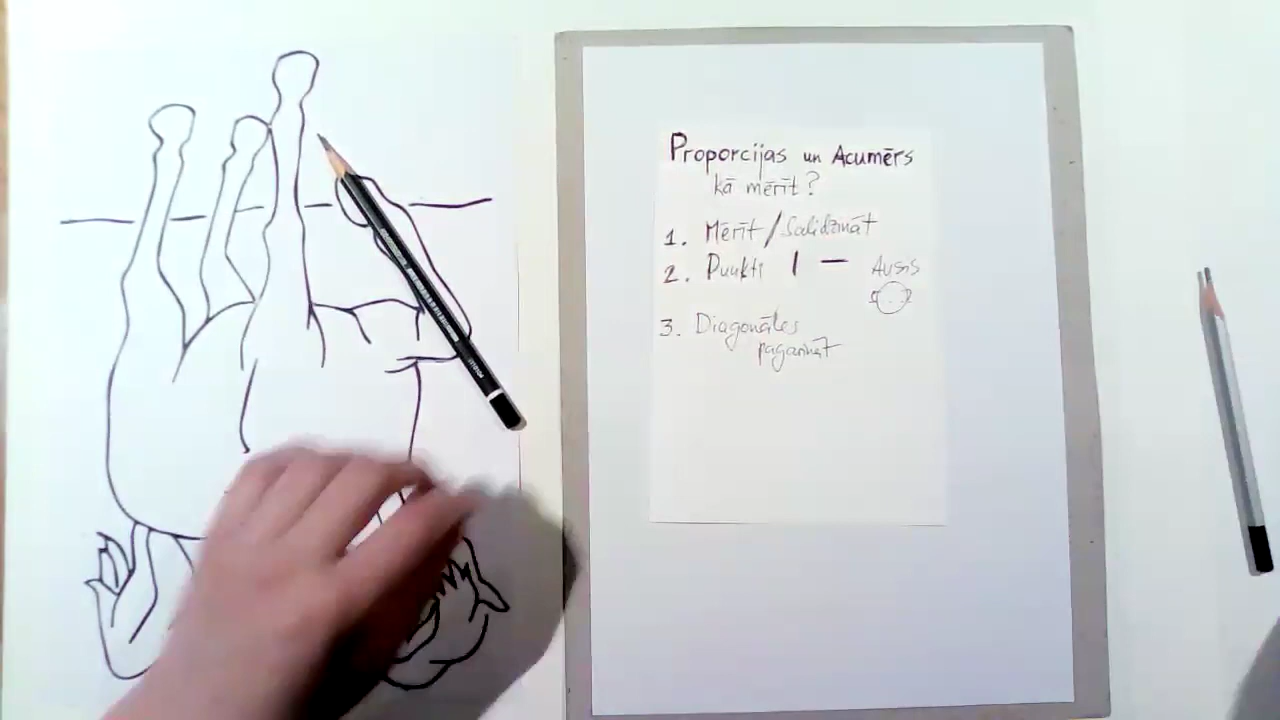 Proporcijas un Acumērs
kā mērīt?
1. Mērīt/Salīdzināt
2. Punkti | —
Ausis
3. Diagonāles
pagarināt